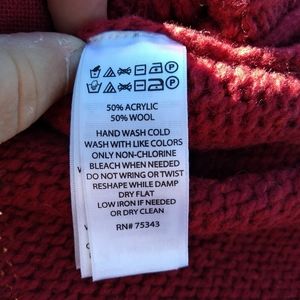 50% ACRYLIC
50% WOOL
HAND WASH COLD
WASH WITH LIKE COLORS
ONLY NON-CHLORINE
BLEACH WHEN NEEDED
DO NOT WRING OR TWIST
RESHAPE WHILE DAMP
DRY FLAT
LOW IRON IF NEEDED
OR DRY CLEAN
RN# 75343